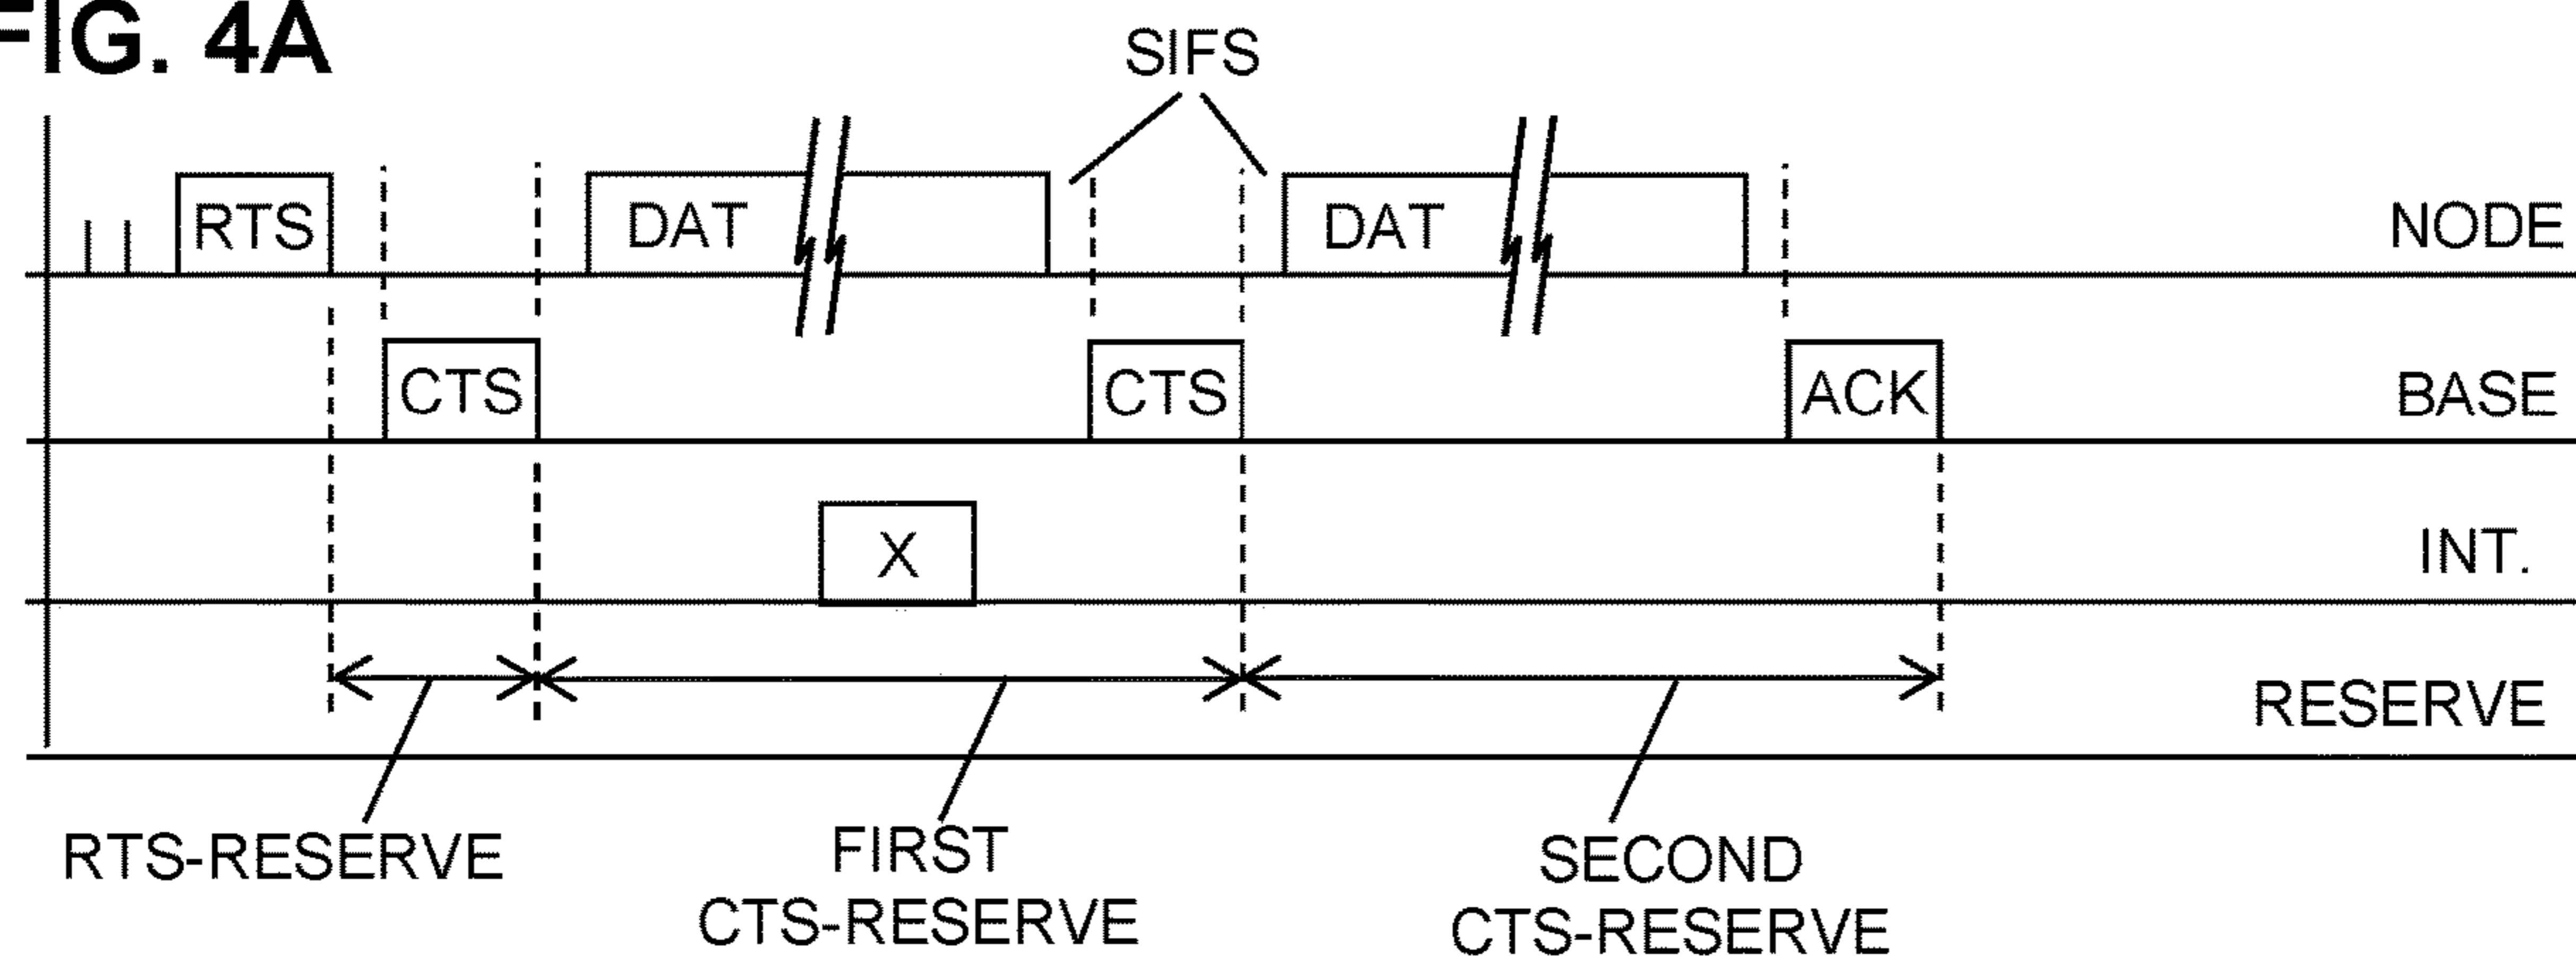 FIG. 4A
SIFS
RTS
DAT
DAT
NODE
CTS
CTS
ACK
BASE
X
INT.
RESERVE
RTS-RESERVE
FIRST
CTS-RESERVE
SECOND
CTS-RESERVE